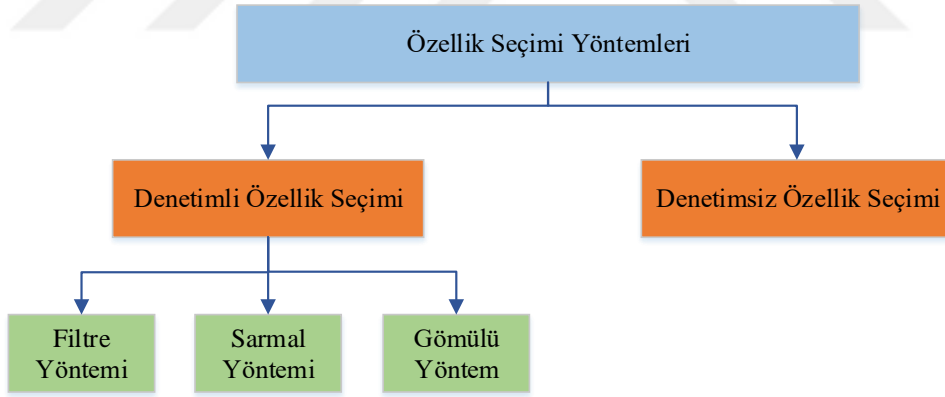 Özellik Seçimi Yöntemleri
Denetimli Özellik Seçimi
Denetimsiz Özellik Seçimi
Filtre
Yöntemi
Sarmal
Yöntemi
Gömülü
Yöntem